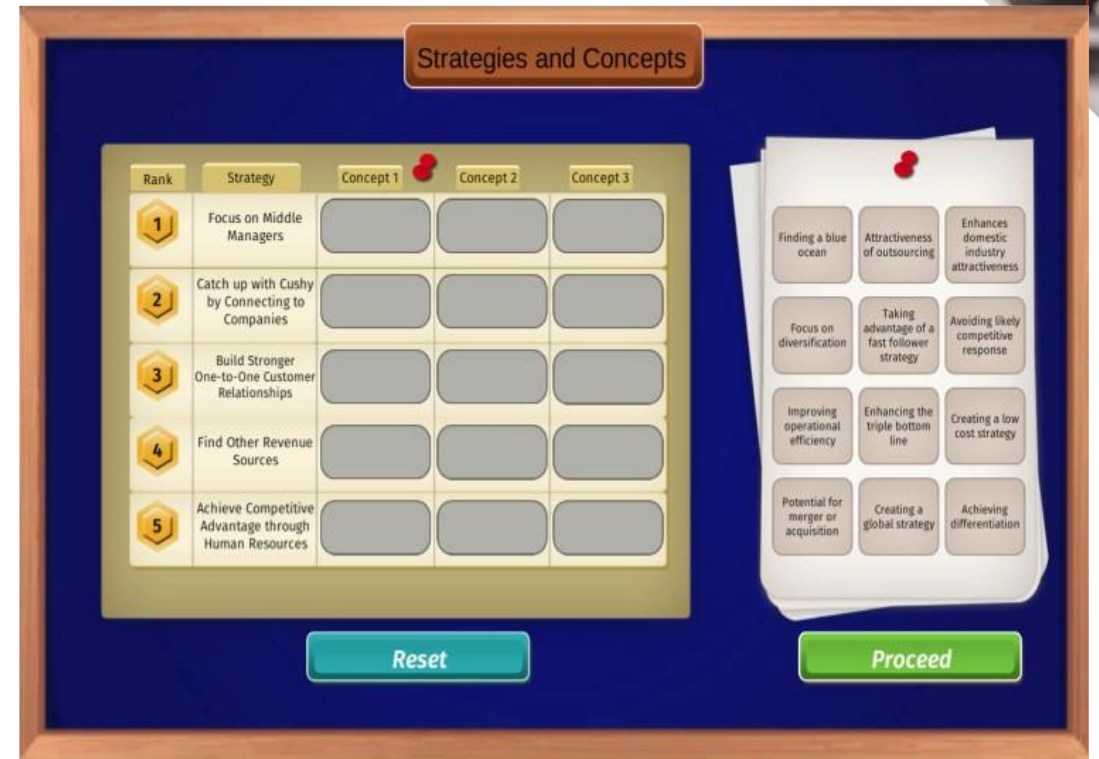 Strategies and Concepts
Rank
Strategy
Concept 1
Concept 2
Concept 3
1
Focus on Middle
Managers
2
Catch up with Cushy
by Connecting to
Companies
3
Build Stronger
One-to-One Customer
Relationships
4
Find Other Revenue
Sources
5
Achieve Competitive
Advantage through
Human Resources
Finding a blue
ocean
Attractiveness
of outsourcing
Enhances
domestic
industry
attractiveness
Focus on
diversification
Taking
advantage of a
fast follower
strategy
Avoiding likely
competitive
response
Improving
operational
efficiency
Enhancing the
triple bottom
line
Creating a low
cost strategy
Potential for
merger or
acquisition
Creating a
global strategy
Achieving
differentiation
Reset
Proceed